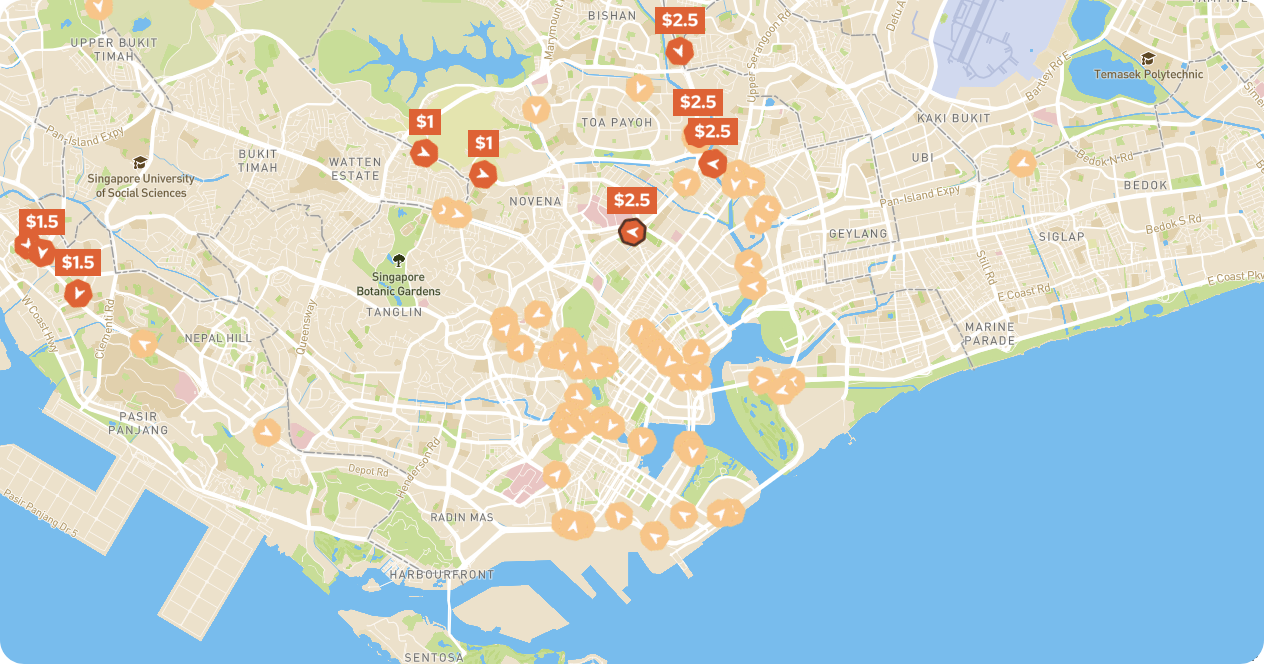 BISHAN
$2.5
Marymount
Upper Serangoon Rd
UPPER BUKIT
TIMAH
Temasek Polytechnic
Bartley Rd E
$2.5
$1
TOA PAYOH
KAKI BUKIT
$2.5
Pan-Island Expy
$1
BUKIT
TIMAH
WATTEN
ESTATE
UBI
Bedok N Rd
Singapore University
of Social Sciences
BEDOK
Pan-Island Expy
NOVENA
$2.5
$1.5
Bedok S Rd
GEYLANG
SIGLAP
$1.5
Singapore
Botanic Gardens
Still Rd
E Coast Pkwy
E Coast Rd
TANGLIN
W Coast Hwy
Clementi Rd
Queensway
NEPAL HILL
MARINE
PARADE
PASIR
PANJANG
Depot Rd
Henderson Rd
Pasir Panjang Dr 5
RADIN MAS
HARBOURFRONT
SENTOSA